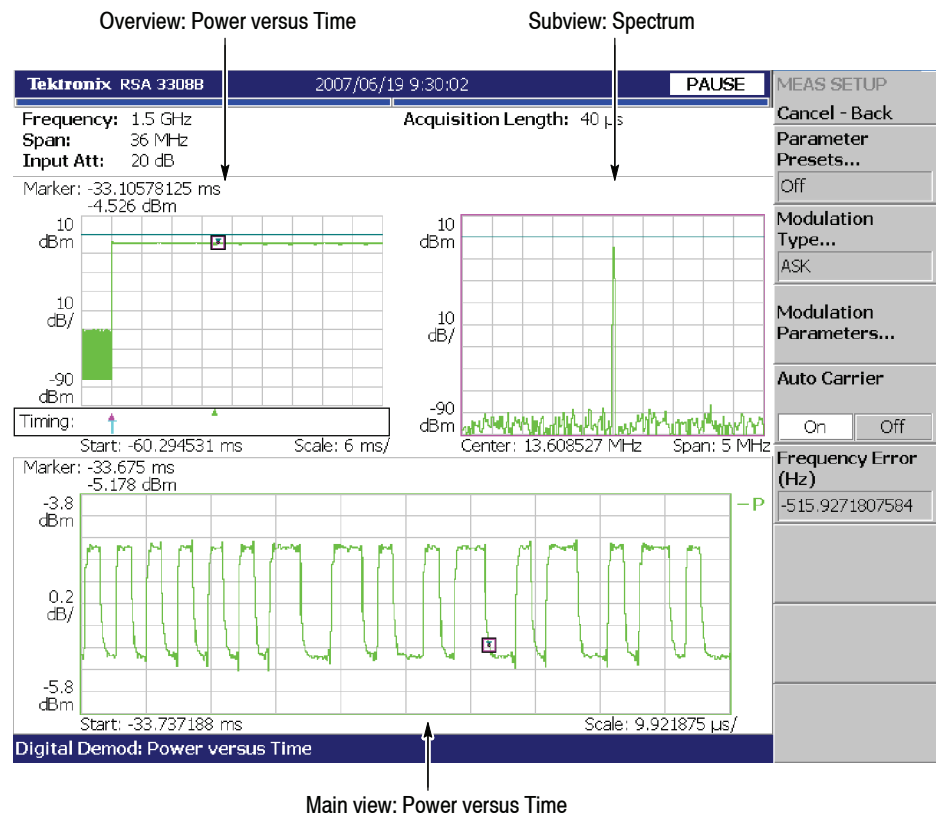 Overview: Power versus Time
Subview: Spectrum
Tektronix RSA 3308B
2007/06/19 9:30:02
PAUSE
Frequency: 1.5 GHz
Acquisition Length: 40 µs
Span: 36 MHz
Input Att: 20 dB
Marker: -33.10578125 ms
-4.526 dBm
10
dBm
10
dB/
-90
dBm
Timing:
Start: -60.294531 ms
Scale: 6 ms/
10
dBm
10
dB/
-90
dBm
Center: 13.608527 MHz
Span: 5 MHz
Marker: -33.675 ms
-5.178 dBm
-3.8
dBm
0.2
dB/
-5.8
dBm
P
Start: -33.737188 ms
Scale: 9.921875 µs/
Digital Demod: Power versus Time
MEAS SETUP
Cancel - Back
Parameter
Presets...
Off
Modulation
Type...
ASK
Modulation
Parameters...
Auto Carrier
On
Off
Frequency Error
(Hz)
-515.9271807584
Main view: Power versus Time